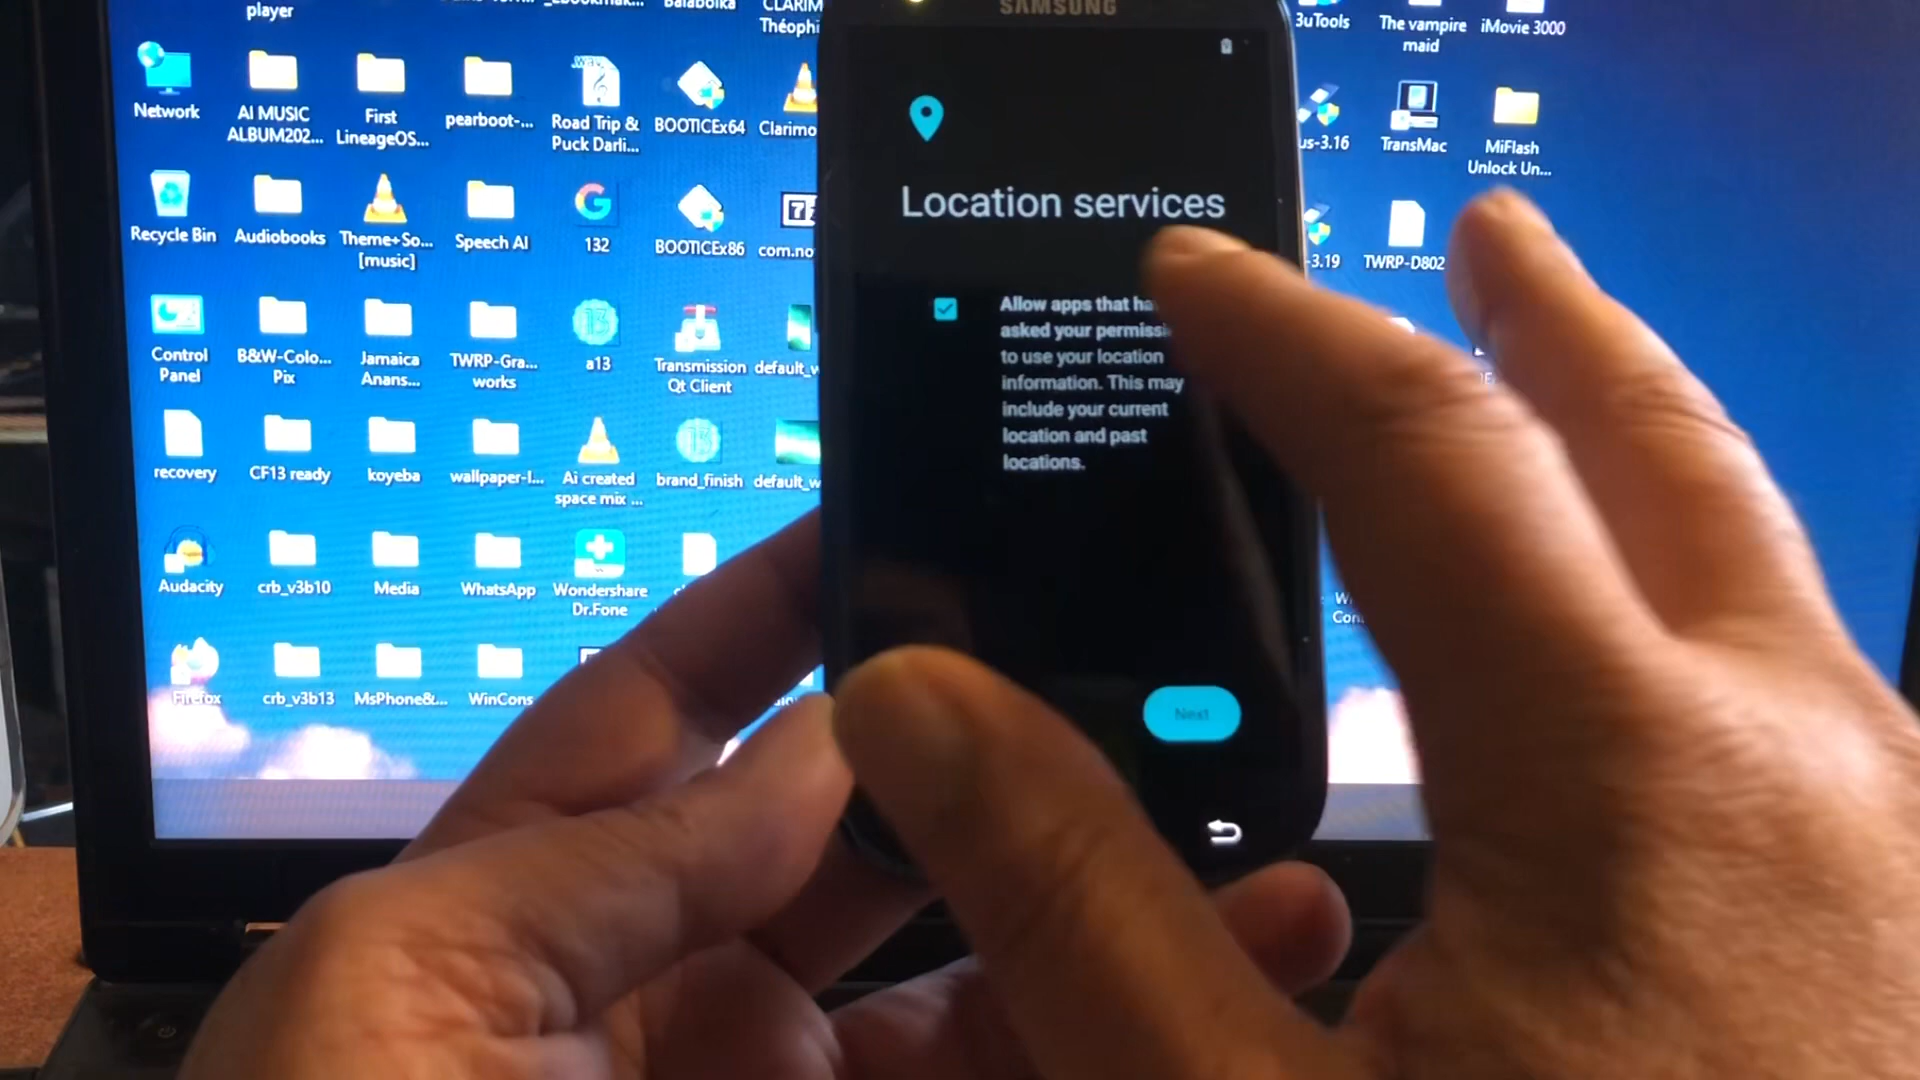 player
Network
AI MUSIC
ALBUM202...
First
LineageOS...
pearboot-...
Road Trip &
Puck Darli...
BOOTICEx64
Clarimo
Balabolka
CLARIM
Théophi
Recycle Bin
Audiobooks
Theme+So...
[music]
Speech AI
132
BOOTICEx86
com.no
Control
Panel
B&W-Colo...
Pix
Jamaica
Anans...
TWRP-Gra...
works
a13
Transmission
Qt Client
default_w
recovery
CF13 ready
koyeba
wallpaper-l...
Ai created
space mix ...
brand_finish
default_w
Audacity
crb_v3b10
Media
WhatsApp
Wondershare
Dr.Fone
Firefox
crb_v3b13
MsPhone&...
WinCons
SAMSUNG
Location services
Allow apps that ha
asked your permissi
to use your location
information. This may
include your current
location and past
locations.
Next
3uTools
The vampire
maid
iMovie 3000
us-3.16
TransMac
MiFlash
Unlock Un...
-3.19
TWRP-D802
Wi
Con